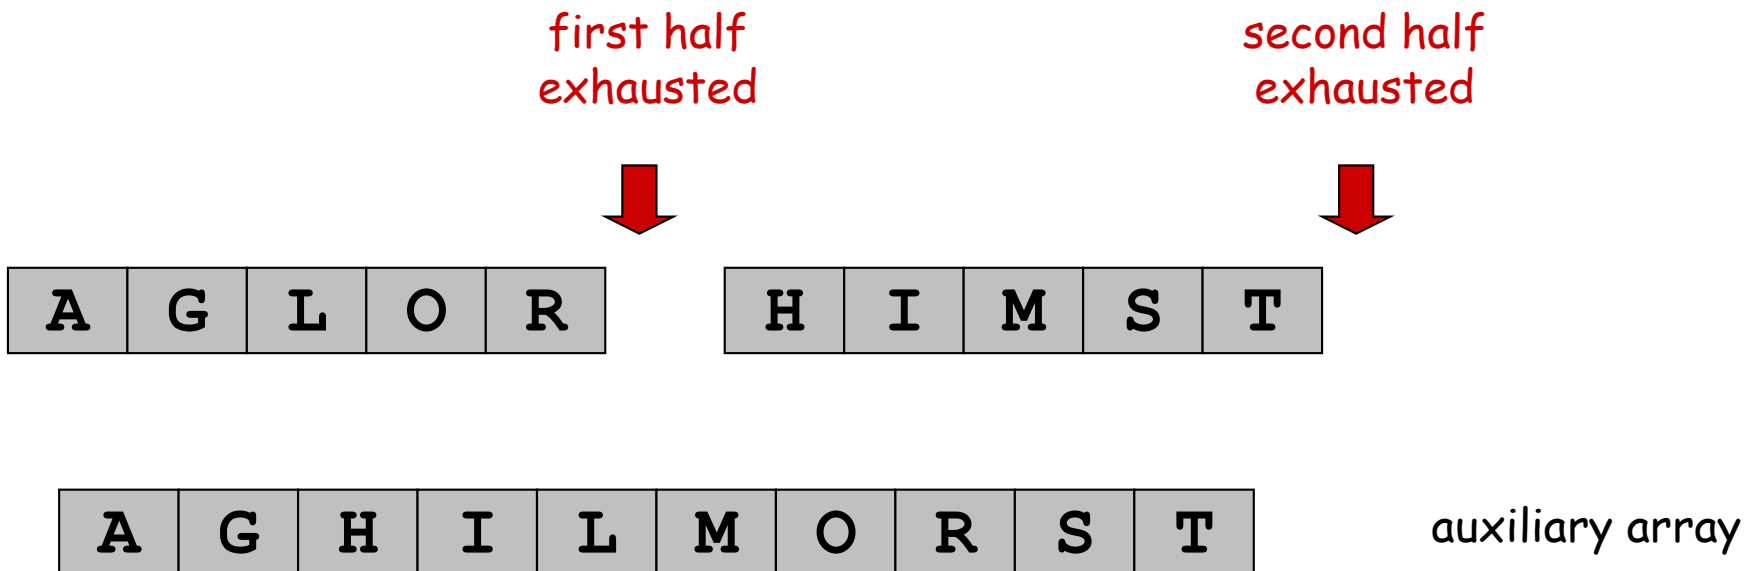 first half
exhausted
second half
exhausted
A G L O R
H I M S T
A G H I L M O R S T
auxiliary array